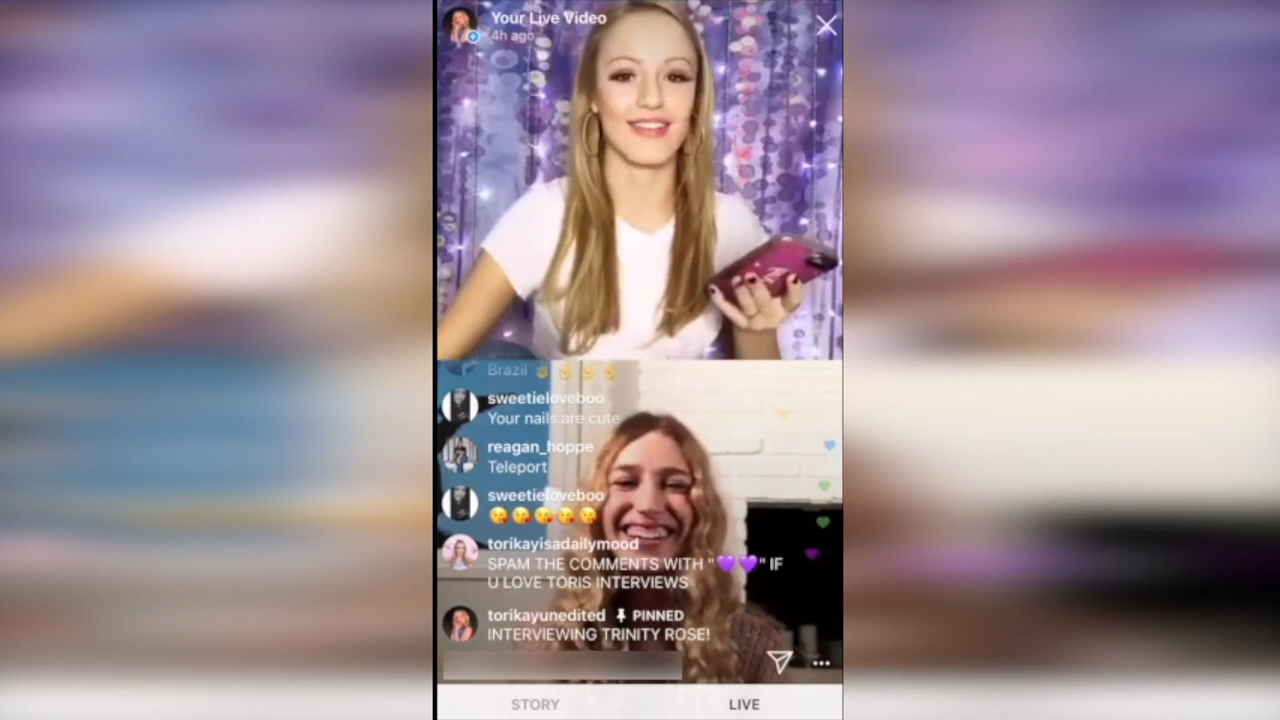 Your Live Video
4h ago
Brazil ✌️ 👌 👌 👌
sweetieloveboo
Your nails are cute
reagan_hoppe
Teleport
sweetieloveboo
😘😘😘😘😘
torikayisadailymood
SPAM THE COMMENTS WITH "💜💜" IF
U LOVE TORIS INTERVIEWS
torikayunedited 📌 PINNED
INTERVIEWING TRINITY ROSE!
STORY LIVE